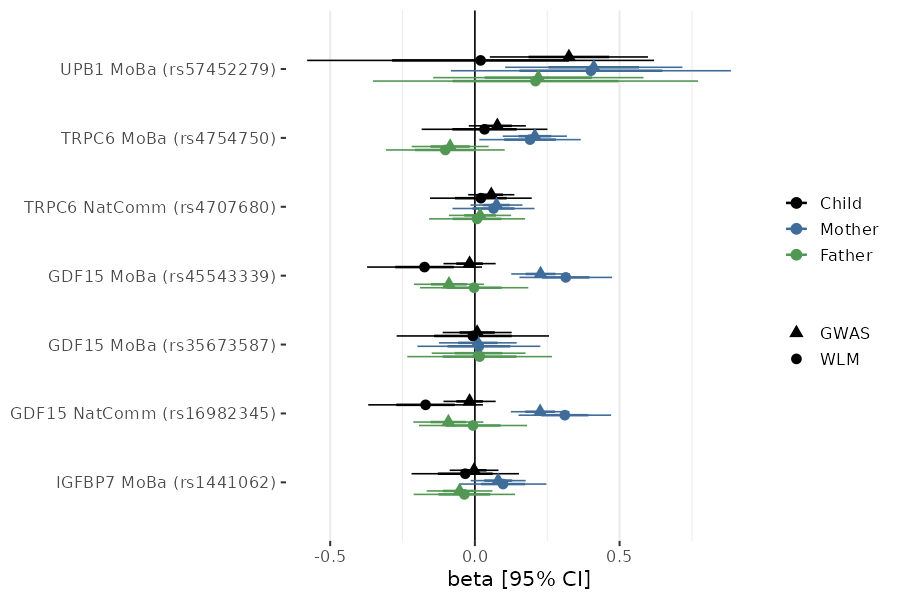 UPB1 MoBa (rs57452279)
TRPC6 MoBa (rs4754750)
TRPC6 NatComm (rs4707680)
GDF15 MoBa (rs45543339)
GDF15 MoBa (rs35673587)
GDF15 NatComm (rs16982345)
IGFBP7 MoBa (rs1441062)
-0.5 0.0 0.5
beta [95% CI]
Child
Mother
Father
GWAS
WLM